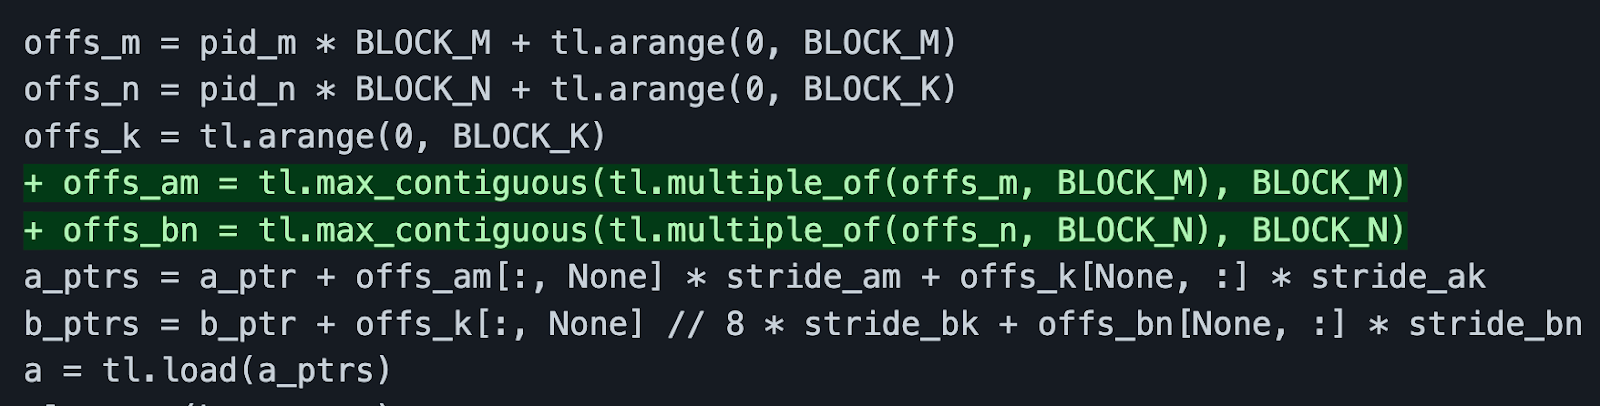 offs_m = pid_m * BLOCK_M + tl.arange(0, BLOCK_M)
offs_n = pid_n * BLOCK_N + tl.arange(0, BLOCK_K)
offs_k = tl.arange(0, BLOCK_K)
+ offs_am = tl.max_contiguous(tl.multiple_of(offs_m, BLOCK_M), BLOCK_M)
+ offs_bn = tl.max_contiguous(tl.multiple_of(offs_n, BLOCK_N), BLOCK_N)
a_ptrs = a_ptr + offs_am[:, None] * stride_am + offs_k[None, :] * stride_ak
b_ptrs = b_ptr + offs_k[:, None] // 8 * stride_bk + offs_bn[None, :] * stride_bn
a = tl.load(a_ptrs)